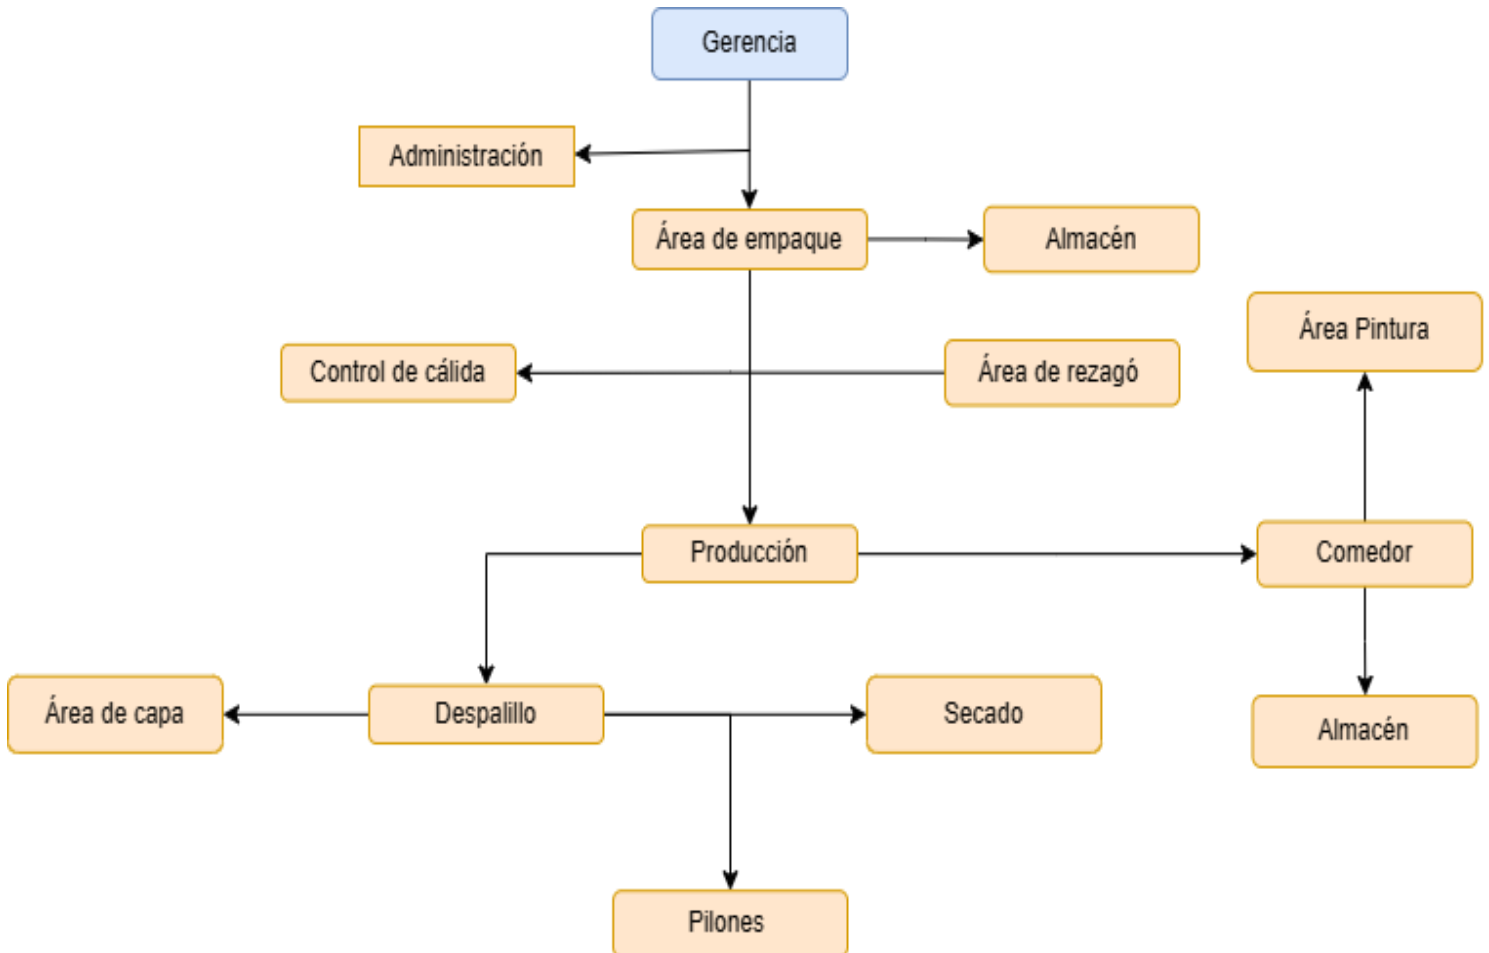 Gerencia
Administración
Área de empaque
Almacén
Área Pintura
Control de cálida
Área de rezagó
Producción
Comedor
Área de capa
Despalillo
Secado
Almacén
Pilones